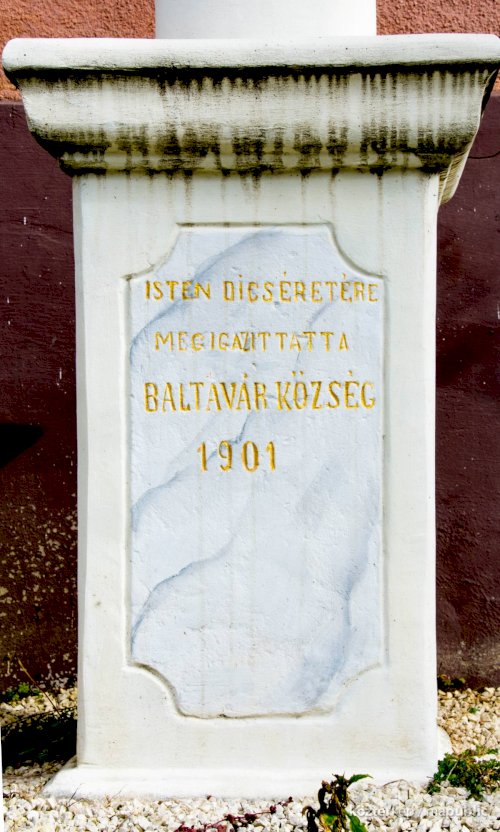 ISTEN DICSÉRETÉRE
MEGIGAZITTATTA
BALTAVÁR KÖZSÉG
1901